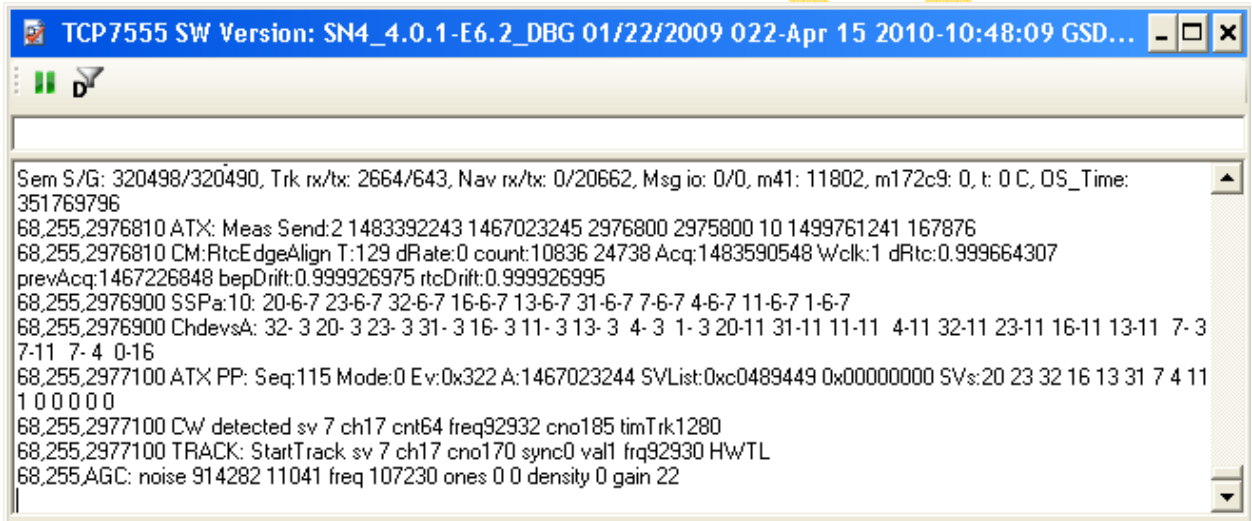 TCP7555 SW Version: SN4_4.0.1-E6.2_DBG 01/22/2009 022-Apr 15 2010-10:48:09 GSD...
D
Sem S/G: 320498/320490, Trk rx/tx: 2664/643, Nav rx/tx: 0/20662, Msg io: 0/0, m41: 11802, m172c9: 0, t: 0 C, OS_Time:
351769796
68,255,2976810 ATX: Meas Send:2 1483392243 1467023245 2976800 2975800 10 1499761241 167876
68,255,2976810 CM:RtcEdgeAlign T:129 dRate:0 count:10836 24738 Acq:1483590548 Wclk:1 dRtc:0.999664307
prevAcq:1467226848 bepDrift:0.999926975 rtcDrift:0.999926995
68,255,2976900 SSPa:10: 20-6-7 23-6-7 32-6-7 16-6-7 13-6-7 31-6-7 7-6-7 4-6-7 11-6-7 1-6-7
68,255,2976900 ChdevsA: 32- 3 20- 3 23- 3 31- 3 16- 3 11- 3 13- 3  4- 3  1- 3 20-11 31-11 11-11  4-11 32-11 23-11 16-11 13-11  7- 3
7-11  7- 4  0-16
68,255,2977100 ATX PP: Seq:115 Mode:0 Ev:0x322 A:1467023244 SVList:0xc0489449 0x00000000 SVs:20 23 32 16 13 31 7 4 11
1 0 0 0 0 0
68,255,2977100 CW detected sv 7 ch17 cnt64 freq92932 cno185 timTrk1280
68,255,2977100 TRACK: StartTrack sv 7 ch17 cno170 sync0 val1 frq92930 HWTL
68,255,AGC: noise 914282 11041 freq 107230 ones 0 0 density 0 gain 22